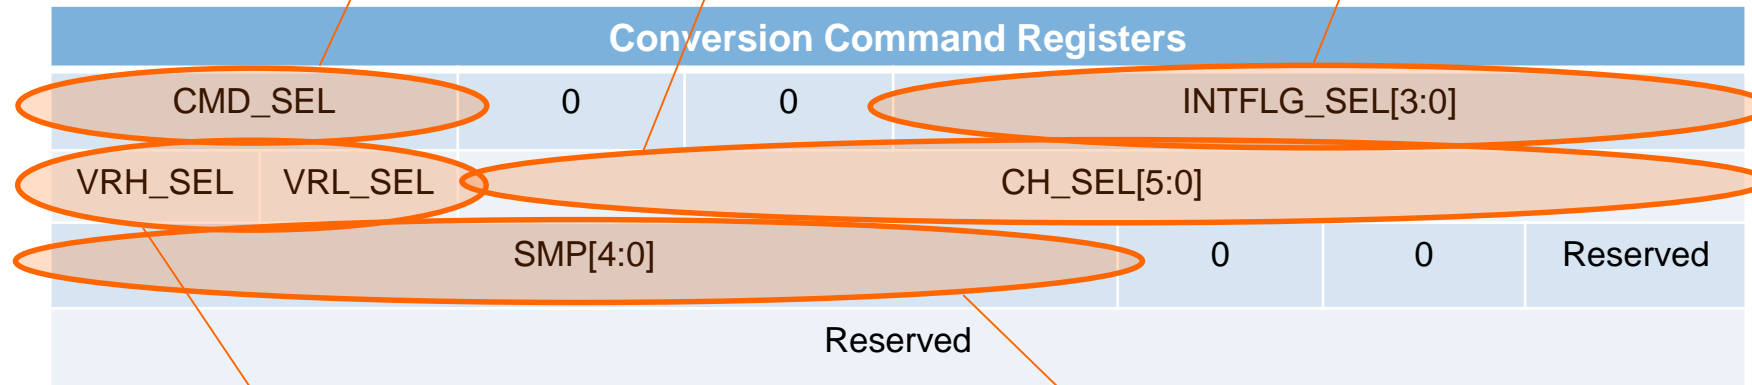 Conversion Command Registers
CMD_SEL 0 0 INTFLG_SEL[3:0]
VRH_SEL VRL_SEL CH_SEL[5:0]
SMP[4:0] 0 0 Reserved
Reserved